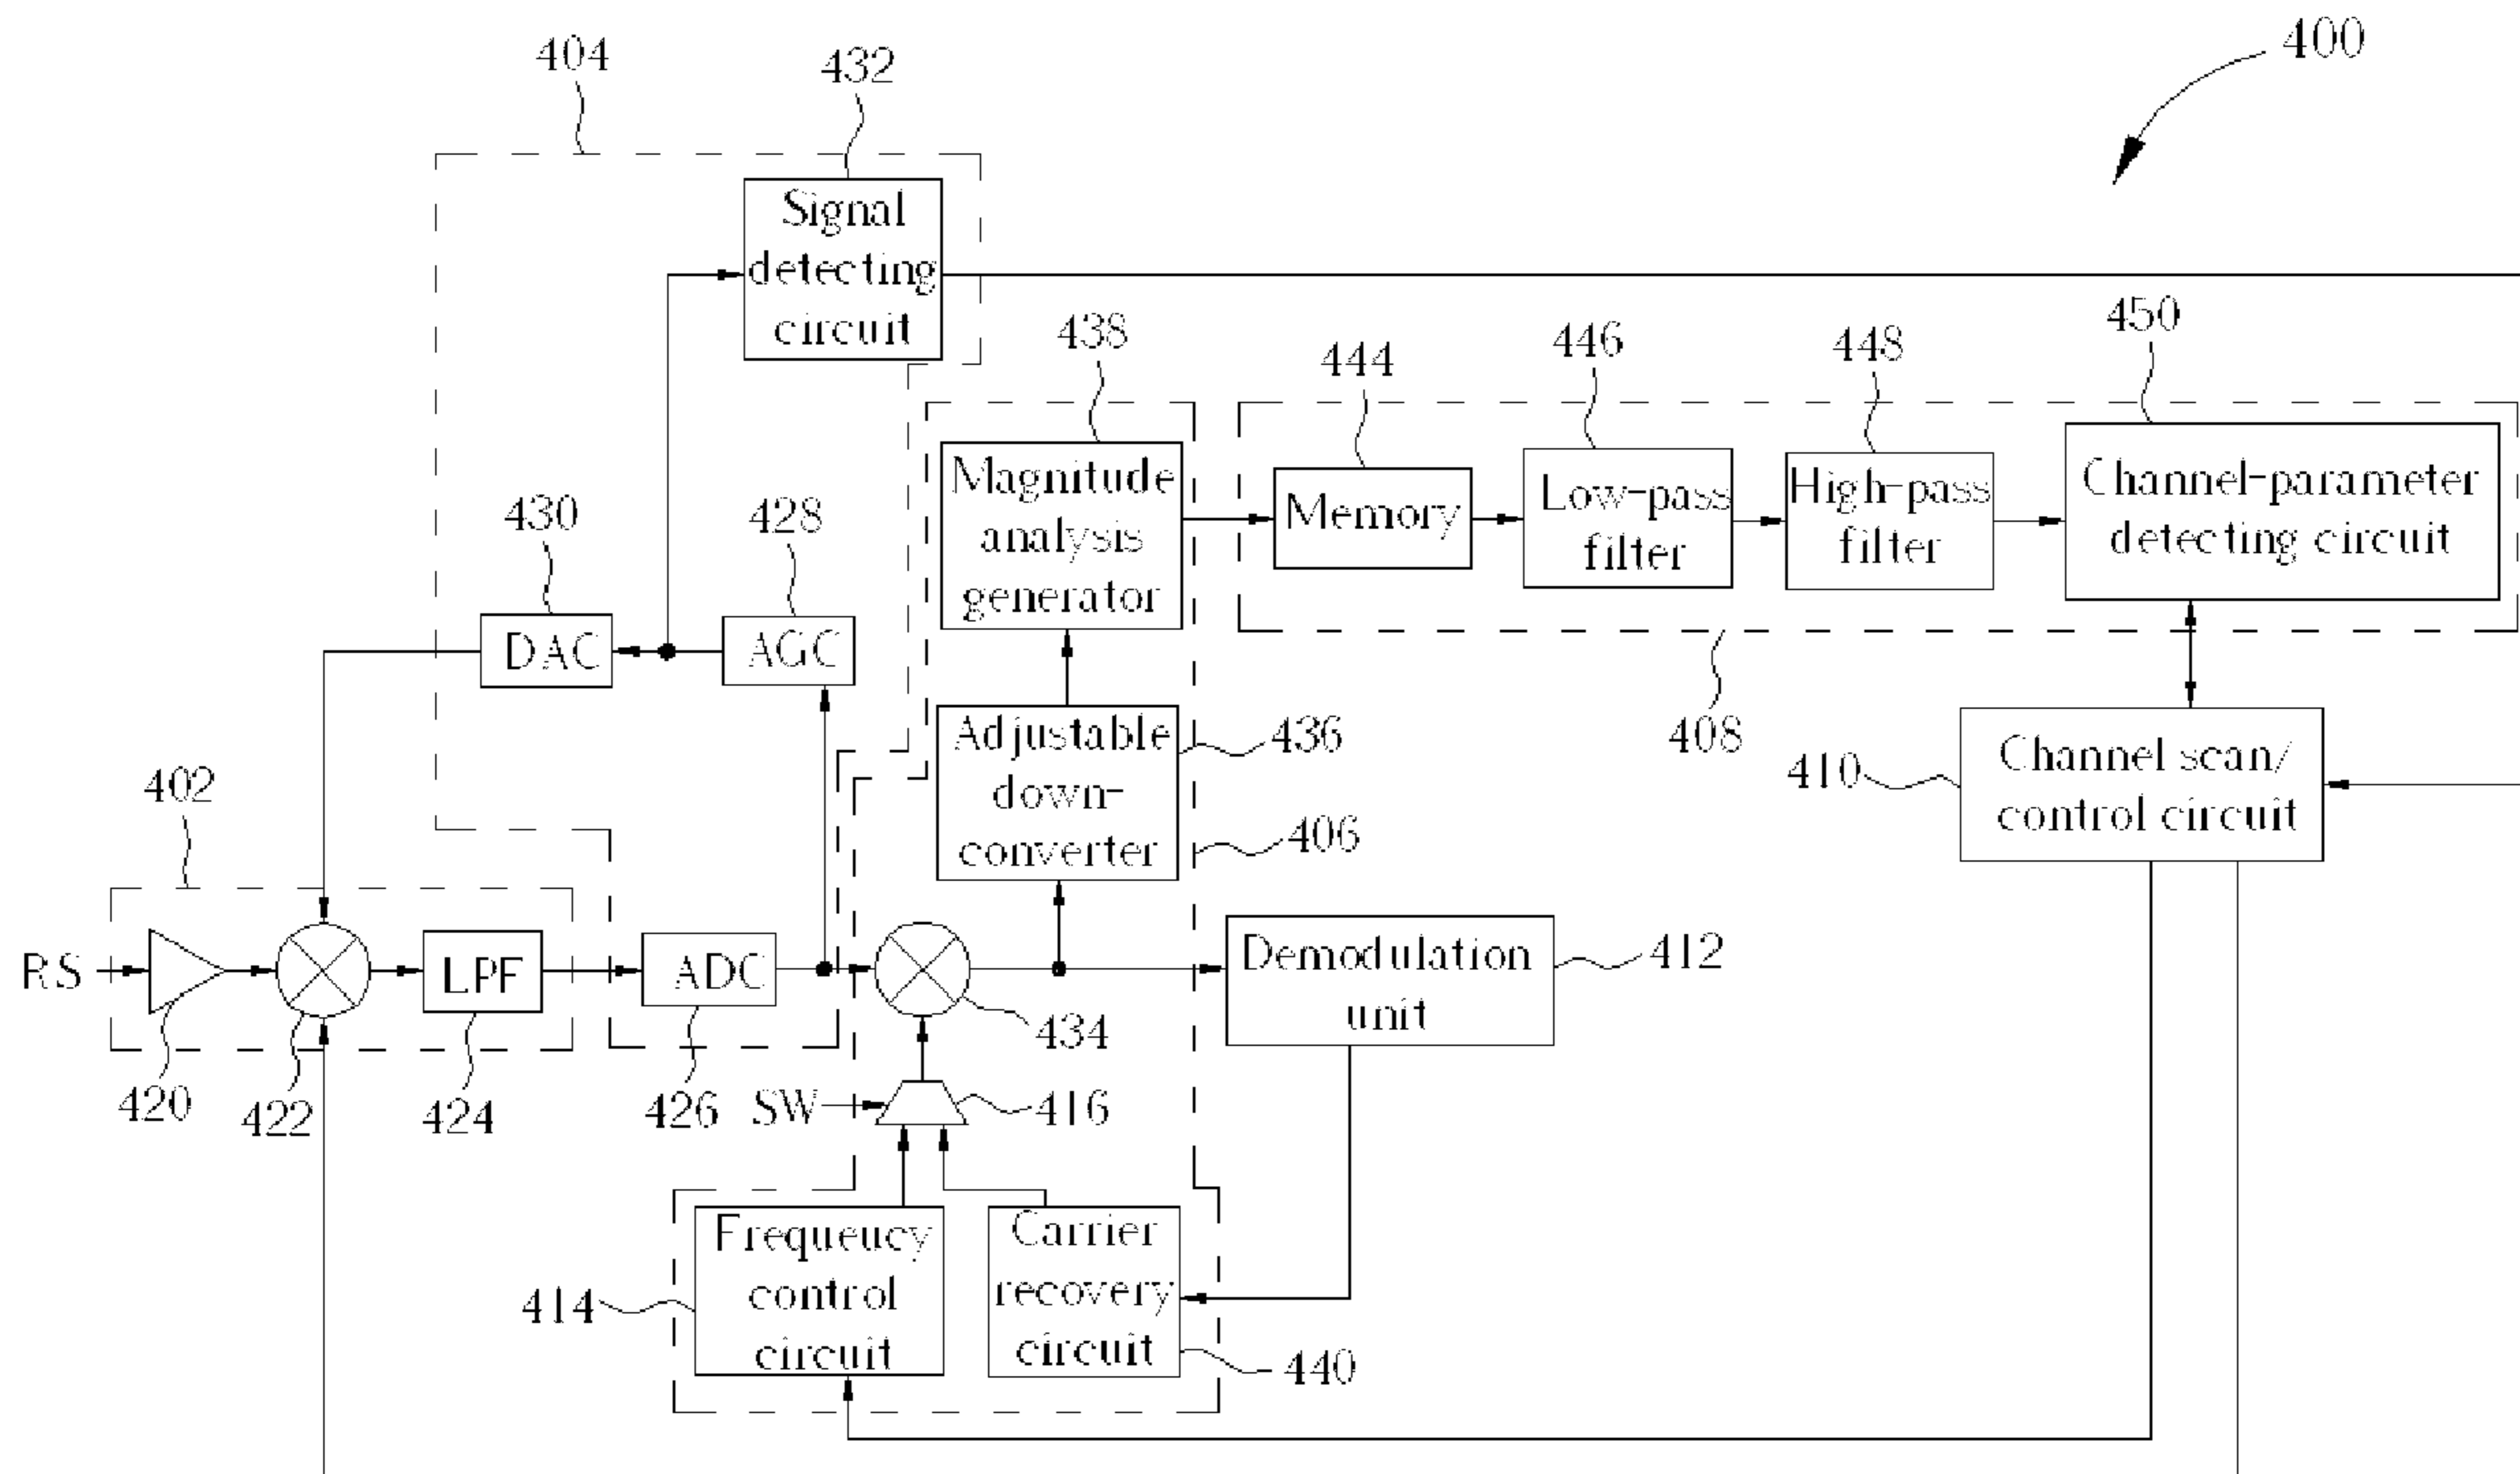 400
404
432
Signal
detecting
circuit
438
444
446
448
450
Magnitude
analysis
generator
Memory
Low-pass
filter
High-pass
filter
Channel-parameter
detecting circuit
430
428
DAC
AGC
408
Adjustable
down-
converter
436
406
410
Channel scan/
control circuit
402
RS
LPF
ADC
Demodulation
unit
412
434
420
422
424
426
SW
416
Frequeucy
control
circuit
414
Carrier
recovery
circuit
440